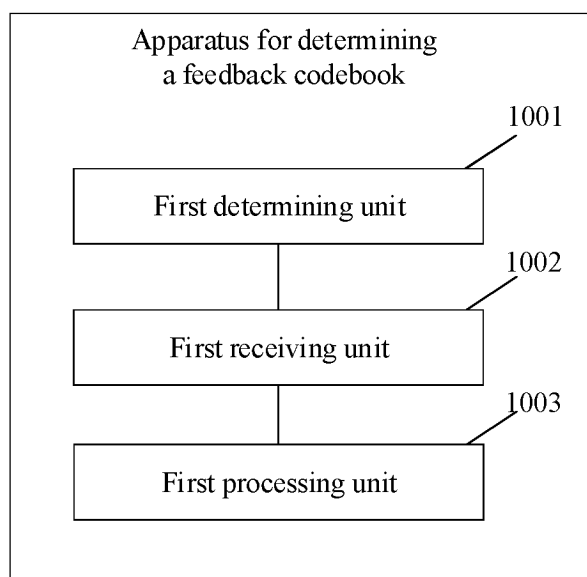 Apparatus for determining
a feedback codebook
1001
First determining unit
1002
First receiving unit
1003
First processing unit